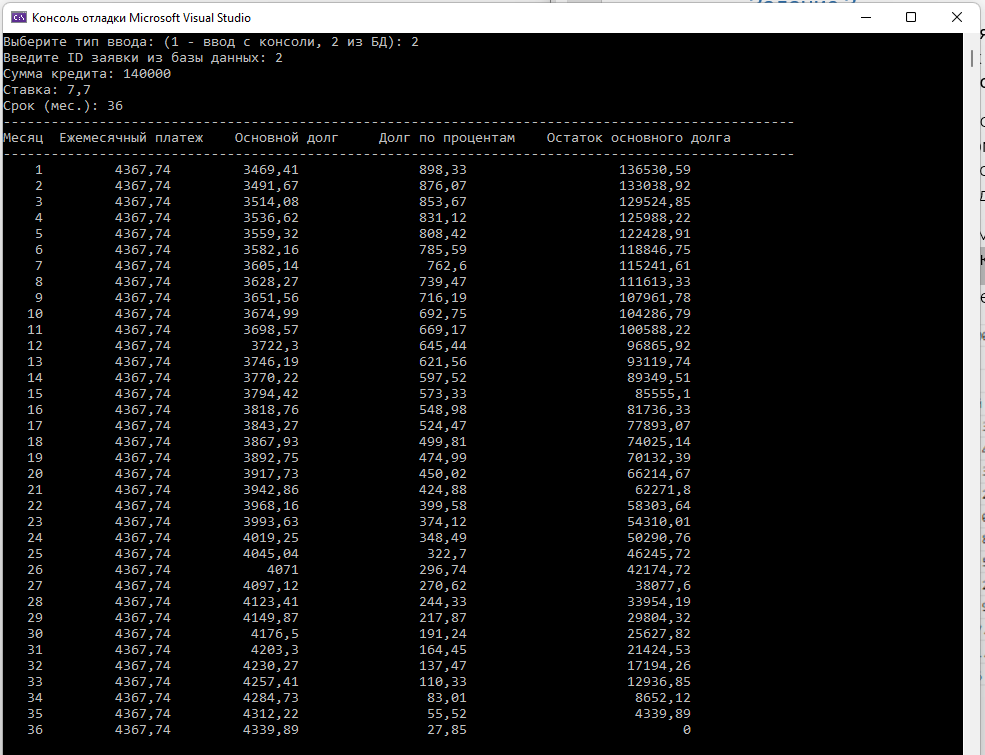 Консоль отладки Microsoft Visual Studio
Выберите тип ввода: (1 - ввод с консоли, 2 из БД): 2
Введите ID заявки из базы данных: 2
Сумма кредита: 140000
Ставка: 7,7
Срок (мес.): 36
---------------------------------------------------------------------------------------------------
Месяц Ежемесячный платеж Основной долг Долг по процентам Остаток основного долга
---------------------------------------------------------------------------------------------------
1 4367,74 3469,41 898,33 136530,59
2 4367,74 3491,67 876,07 133038,92
3 4367,74 3514,08 853,67 129524,85
4 4367,74 3536,62 831,12 125988,22
5 4367,74 3559,32 808,42 122428,91
6 4367,74 3582,16 785,59 118846,75
7 4367,74 3605,14 762,6 115241,61
8 4367,74 3628,27 739,47 111613,33
9 4367,74 3651,56 716,19 107961,78
10 4367,74 3674,99 692,75 104286,79
11 4367,74 3698,57 669,17 100588,22
12 4367,74 3722,3 645,44 96865,92
13 4367,74 3746,19 621,56 93119,74
14 4367,74 3770,22 597,52 89349,51
15 4367,74 3794,42 573,33 85555,1
16 4367,74 3818,76 548,98 81736,33
17 4367,74 3843,27 524,47 77893,07
18 4367,74 3867,93 499,81 74025,14
19 4367,74 3892,75 474,99 70132,39
20 4367,74 3917,73 450,02 66214,67
21 4367,74 3942,86 424,88 62271,8
22 4367,74 3968,16 399,58 58303,64
23 4367,74 3993,63 374,12 54310,01
24 4367,74 4019,25 348,49 50290,76
25 4367,74 4045,04 322,7 46245,72
26 4367,74 4071 296,74 42174,72
27 4367,74 4097,12 270,62 38077,6
28 4367,74 4123,41 244,33 33954,19
29 4367,74 4149,87 217,87 29804,32
30 4367,74 4176,5 191,24 25627,82
31 4367,74 4203,3 164,45 21424,53
32 4367,74 4230,27 137,47 17194,26
33 4367,74 4257,41 110,33 12936,85
34 4367,74 4284,73 83,01 8652,12
35 4367,74 4312,22 55,52 4339,89
36 4367,74 4339,89 27,85 0